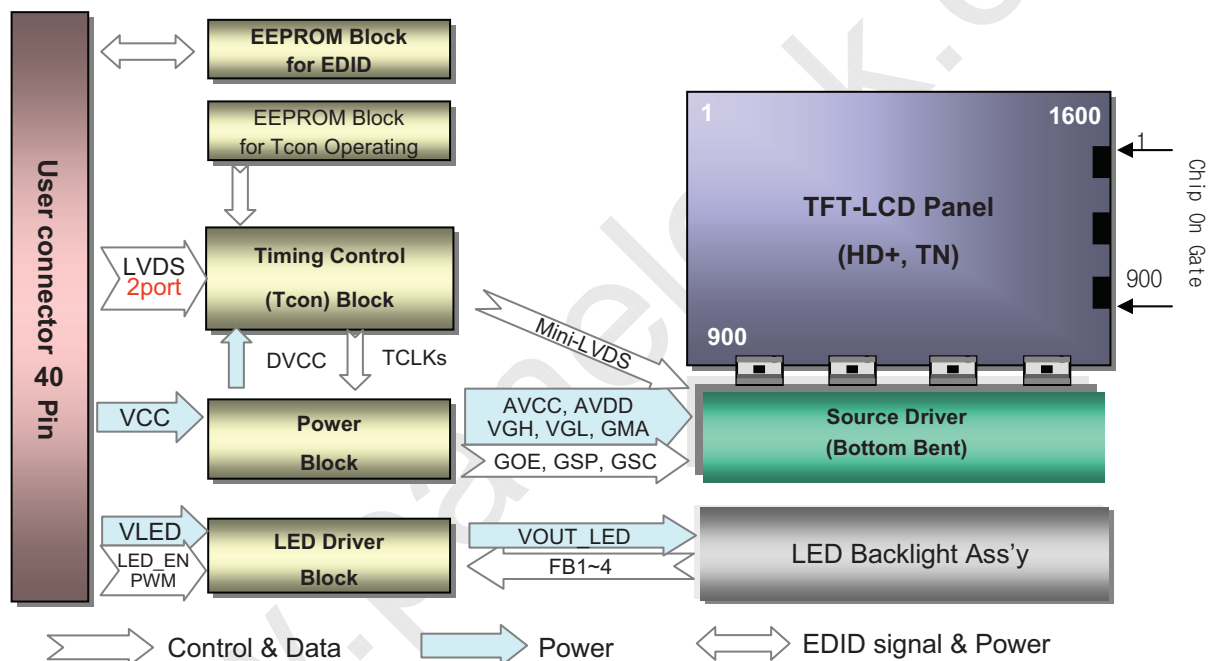 User connector 40 Pin
EEPROM Block
for EDID
EEPROM Block
for Tcon Operating
LVDS
2port
Timing Control
(Tcon) Block
DVCC
TCLKs
VCC
Power
Block
VLED
LED_EN
PWM
LED Driver
Block
Mini-LVDS
AVCC, AVDD
VGH, VGL, GMA
GOE, GSP, GSC
VOUT_LED
FB1~4
1
1600
TFT-LCD Panel
(HD+, TN)
900
1
900
Chip On Gate
Source Driver
(Bottom Bent)
LED Backlight Ass'y
Control & Data
Power
EDID signal & Power